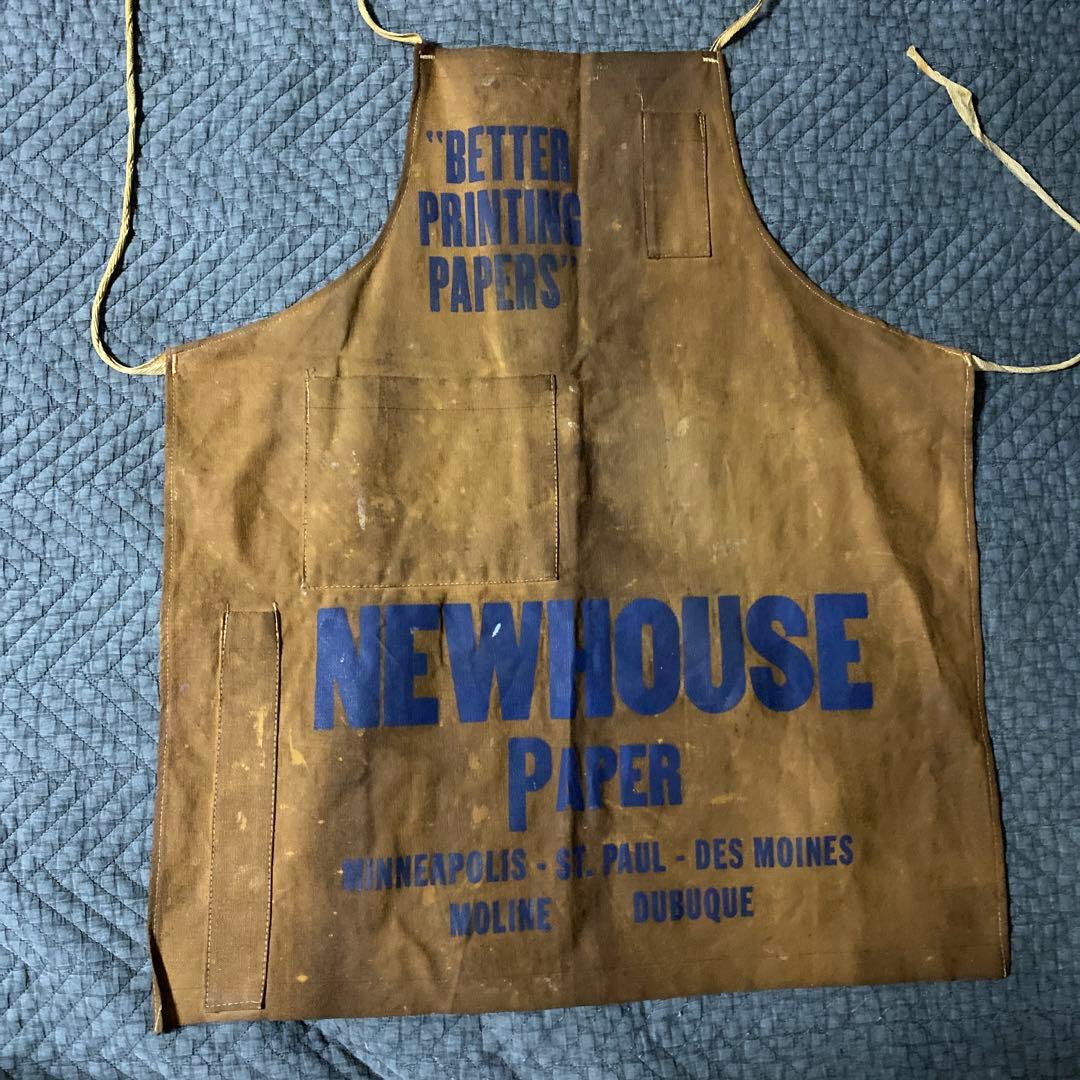 "BETTER
PRINTING
PAPERS"
NEWHOUSE
PAPER
MINNEAPOLIS - ST. PAUL - DES MOINES
MOLINE DUBUQUE